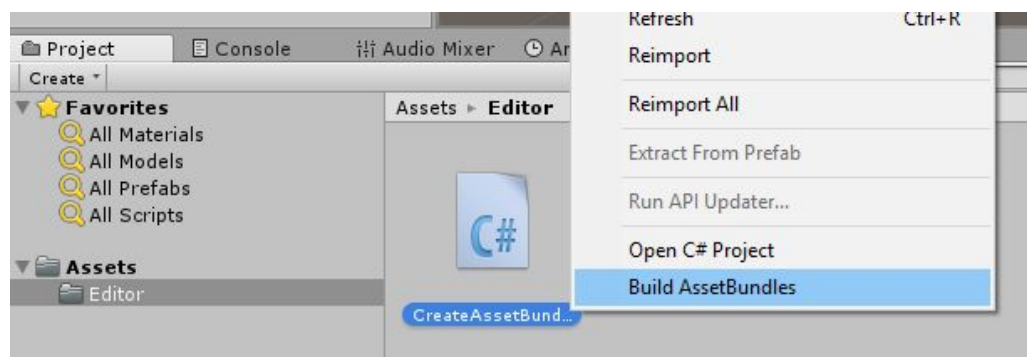 Refresh Ctrl+R
Project Console Audio Mixer
Reimport
Create
Favorites
Assets ▸ Editor
Reimport All
All Materials
All Models
Extract From Prefab
All Prefabs
Run API Updater...
All Scripts
C#
Open C# Project
Assets
Build AssetBundles
Editor
CreateAssetBund...